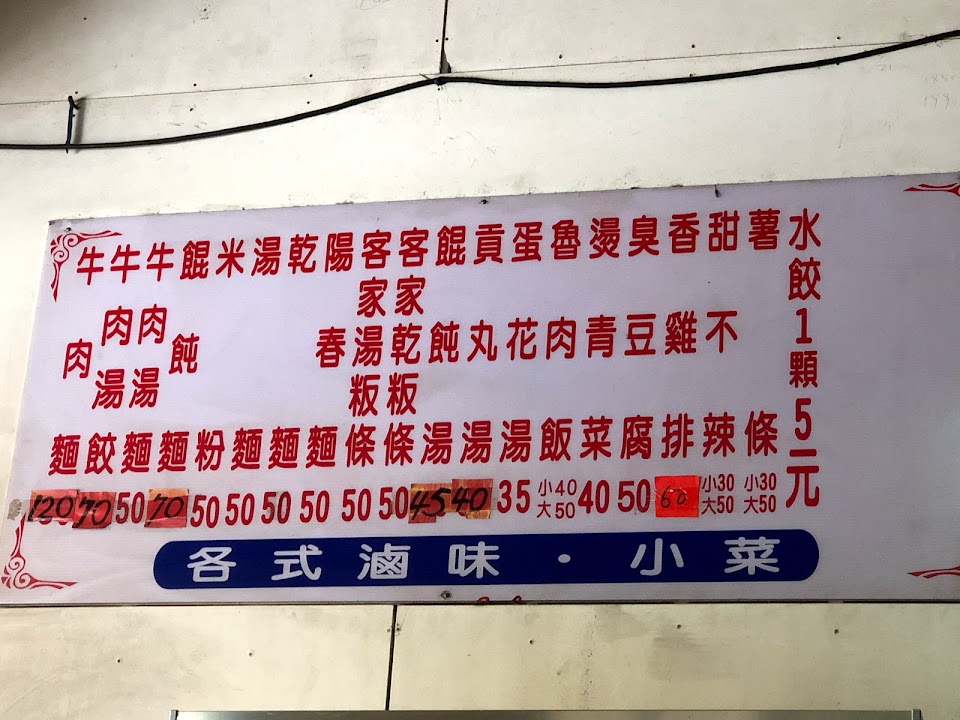 水餃1顆5元
薯條 小30 大50
甜不辣 小30 大50
香雞排 60
臭豆腐 50
燙青菜 40
魯肉飯 小40 大50
蛋花湯 35
貢丸湯 40
餛飩湯 45
客家乾粄條 50
客家湯粄條 50
陽春麵 50
乾麵 50
湯麵 50
米粉 50
餛飩麵 70
牛肉湯麵 50
牛肉湯餃 70
牛肉麵 120
各式滷味·小菜